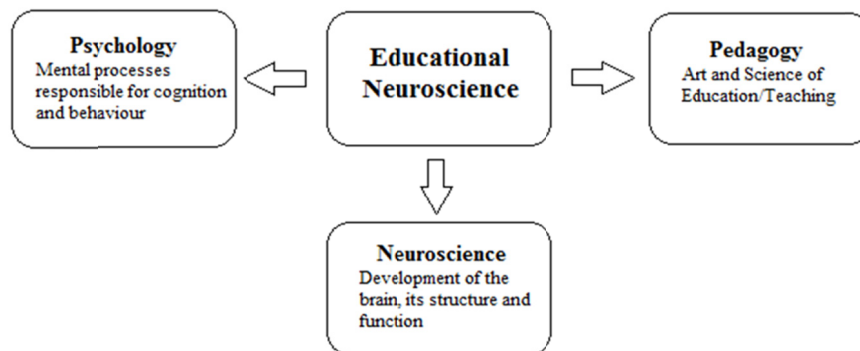 Psychology
Mental processes
responsible for cognition
and behaviour
Educational
Neuroscience
Pedagogy
Art and Science of
Education/Teaching
Neuroscience
Development of the
brain, its structure and
function